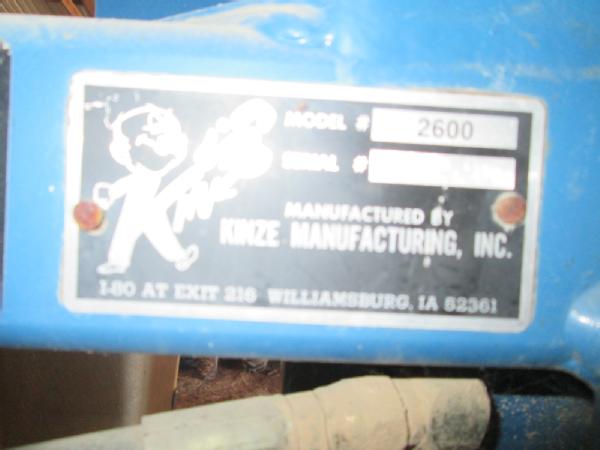 MODEL # 2600
SERIAL #
MANUFACTURED BY
KINZE MANUFACTURING, INC.
I-80 AT EXIT 216 WILLIAMSBURG, IA 52361